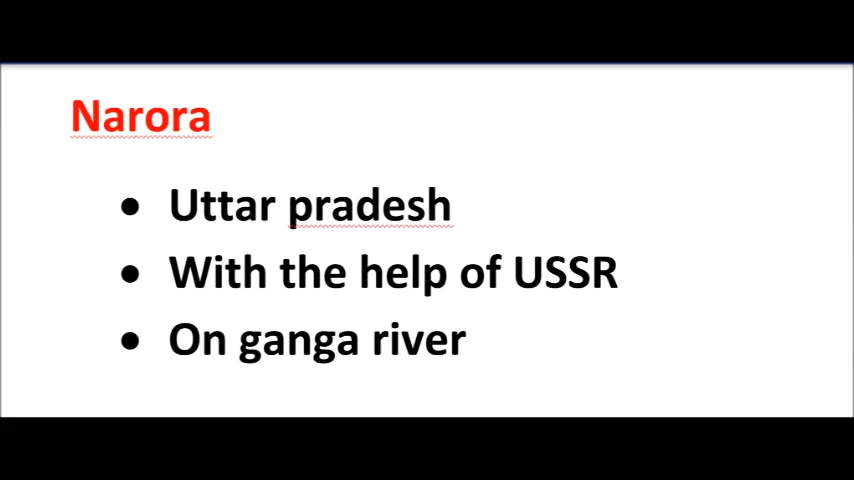 Narora
• Uttar pradesh
• With the help of USSR
• On ganga river